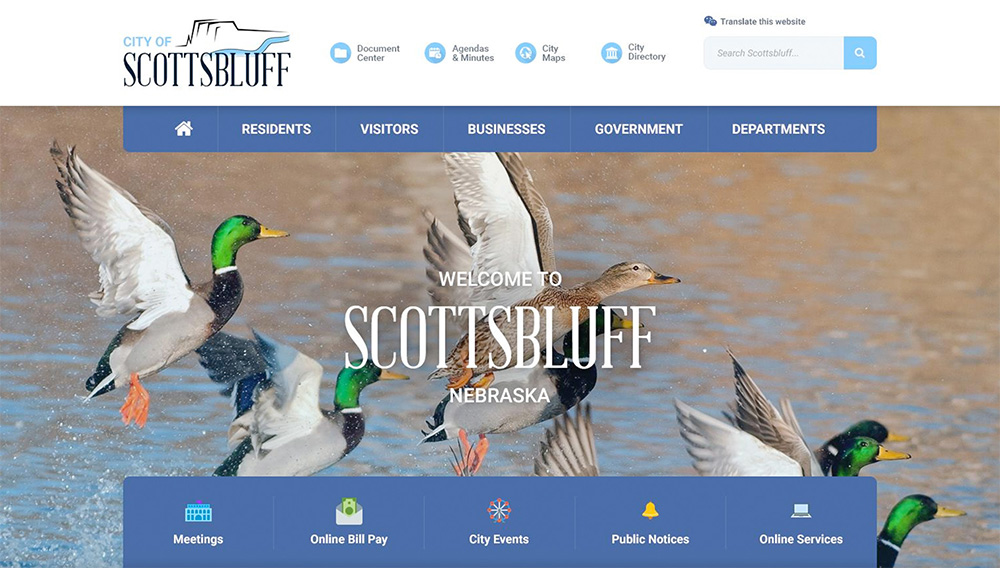 Translate this website
CITY OF
SCOTTSBLUFF
Document
Center
Agendas
& Minutes
City
Maps
City
Directory
Search Scottsbluff...
RESIDENTS
VISITORS
BUSINESSES
GOVERNMENT
DEPARTMENTS
WELCOME TO
SCOTTSBLUFF
NEBRASKA
Meetings
Online Bill Pay
City Events
Public Notices
Online Services